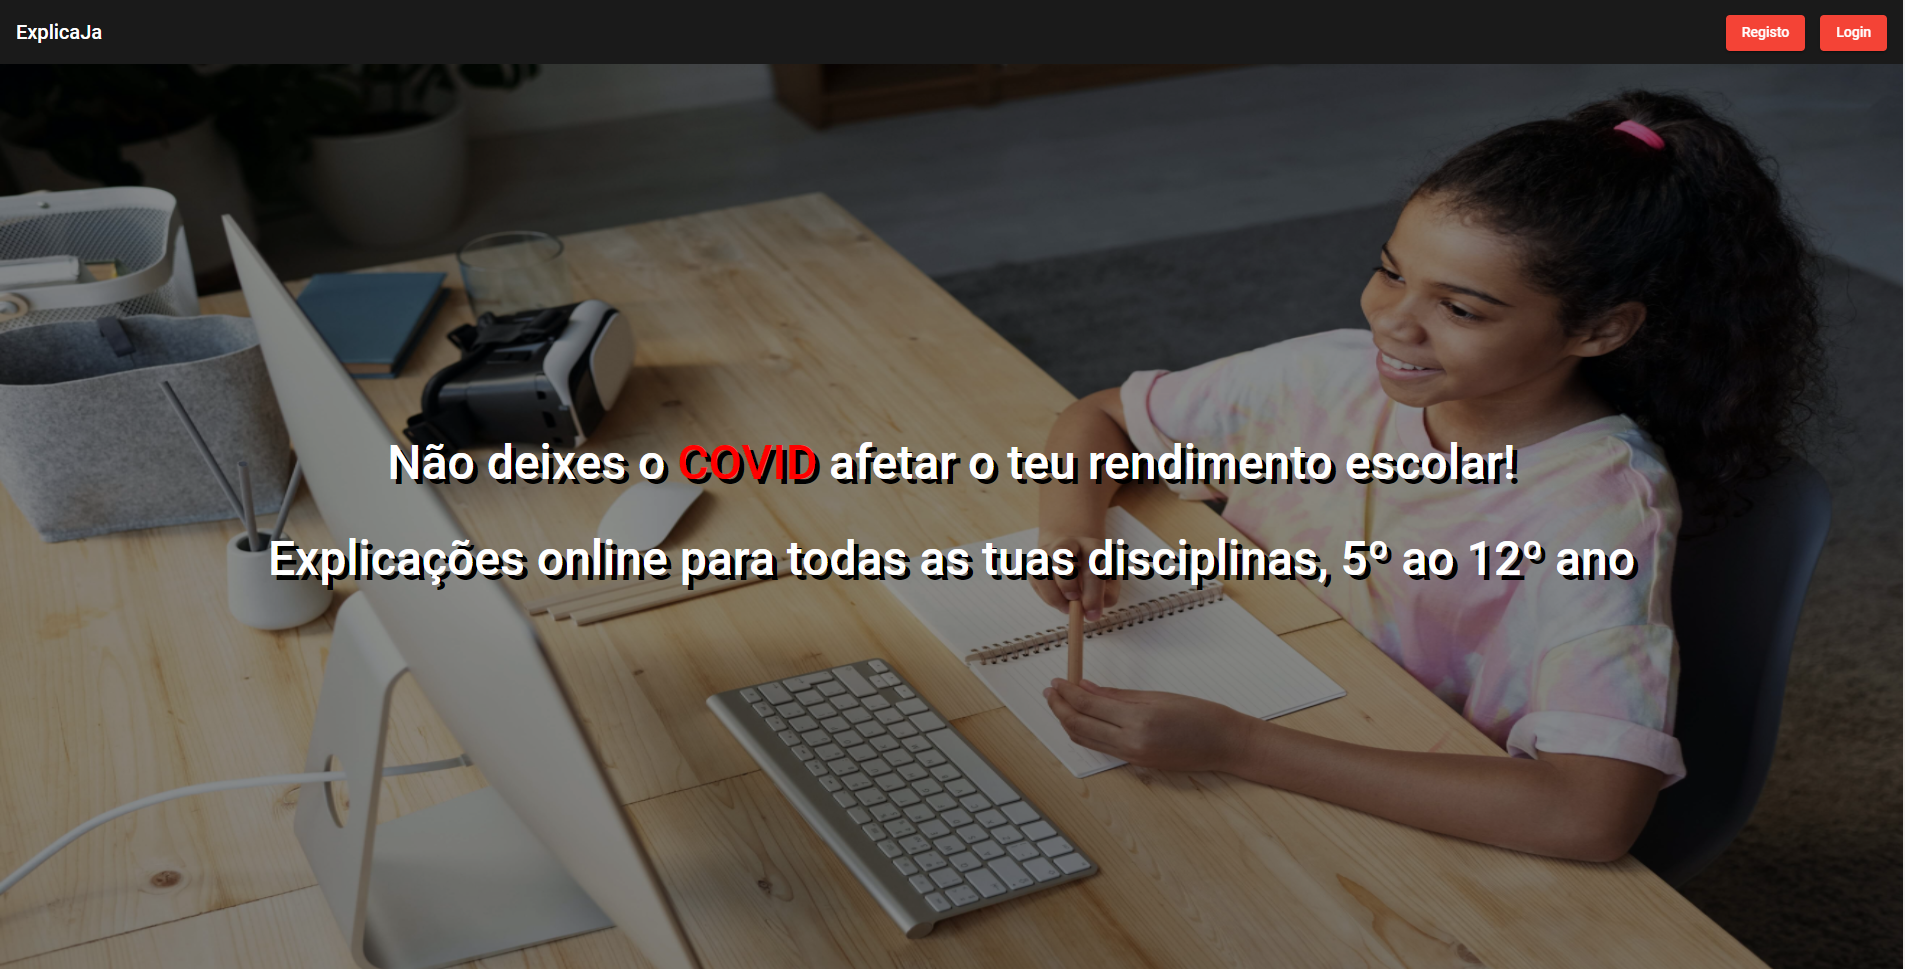 ExplicaJa
Registo
Login
Não deixes o COVID afetar o teu rendimento escolar!
Explicações online para todas as tuas disciplinas, 5º ao 12º ano